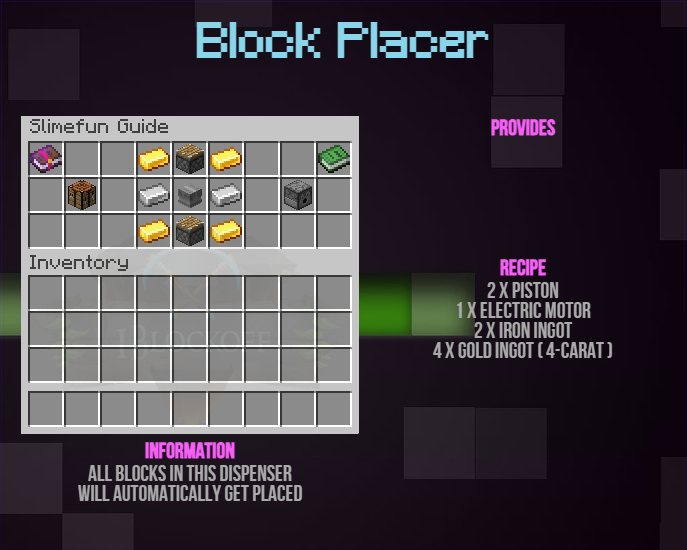 Block Placer
Slimefun Guide
PROVIDES
Inventory
RECIPE
2 X PISTON
1 X ELECTRIC MOTOR
2 X IRON INGOT
4 X GOLD INGOT ( 4-CARAT )
INFORMATION
ALL BLOCKS IN THIS DISPENSER
WILL AUTOMATICALLY GET PLACED